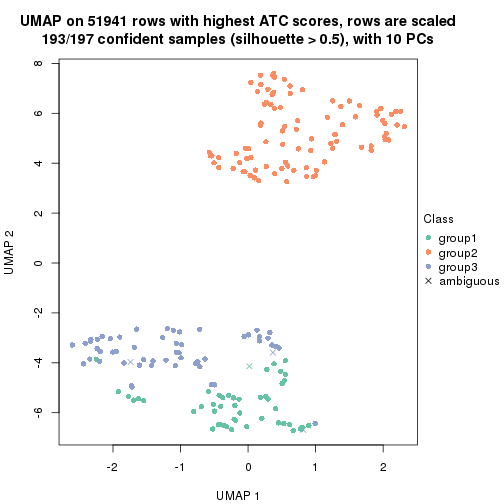 UMAP on 51941 rows with highest ATC scores, rows are scaled
193/197 confident samples (silhouette > 0.5), with 10 PCs
8
6
4
2
0
-2
-4
-6
UMAP 2
-2
-1
0
1
2
UMAP 1
Class
group1
group2
group3
ambiguous